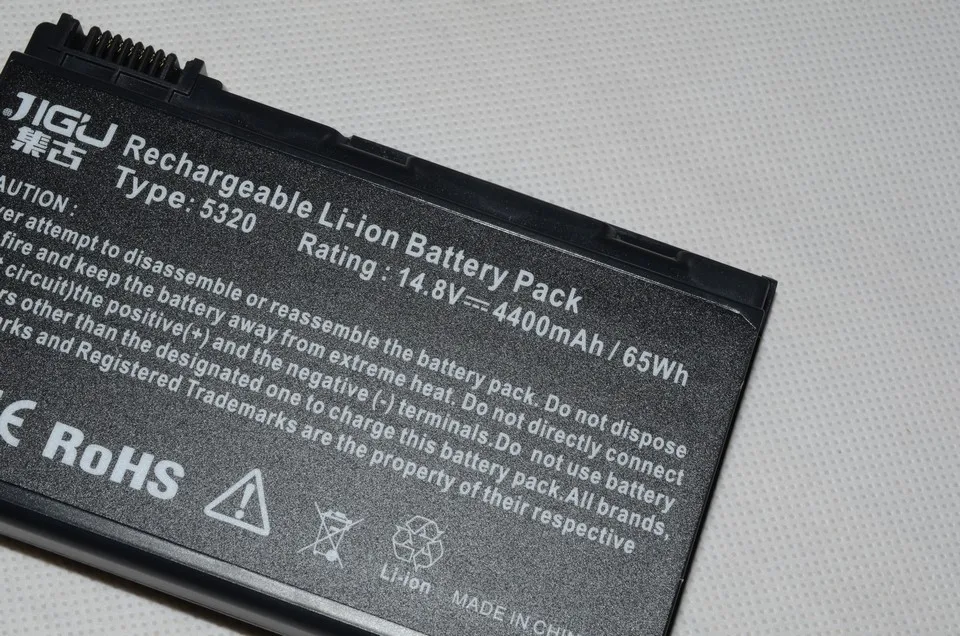 ®JIGU
集古
Rechargeable Li-ion Battery Pack
Type: 5320
Rating : 14.8V⎓ 4400mAh / 65Wh
AUTION :
ver attempt to disassemble or reassemble the battery pack. Do not dispose
fire and keep the battery away from extreme heat. Do not directly connect
t circuit)the positive(+) and the negative (-) terminals.Do not use battery
ers other than the designated one to charge this battery pack.All brands,
arks and Registered Trademarks are the property of their respective
CE RoHS
Li-ion
MADE IN CHIN